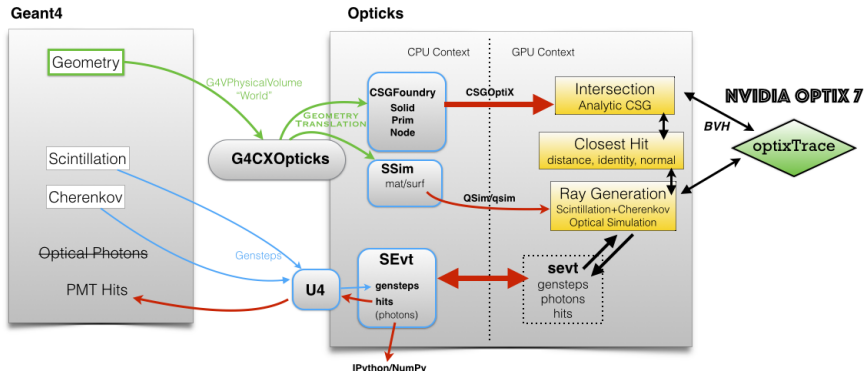 Geant4
Opticks
Geometry
G4VPhysicalVolume
"World"
GEOMETRY
TRANSLATION
G4CXOpticks
Scintillation
Cherenkov
Optical Photons
PMT Hits
Gensteps
U4
CPU Context
GPU Context
CSGFoundry
Solid
Prim
Node
CSGOptiX
SSim
mat/surf
QSim/qsim
SEvt
gensteps
hits
(photons)
IPython/NumPy
Intersection
Analytic CSG
Closest Hit
distance, identity, normal
Ray Generation
Scintillation+Cherenkov
Optical Simulation
sevt
gensteps
photons
hits
NVIDIA OPTIX 7
BVH
optixTrace